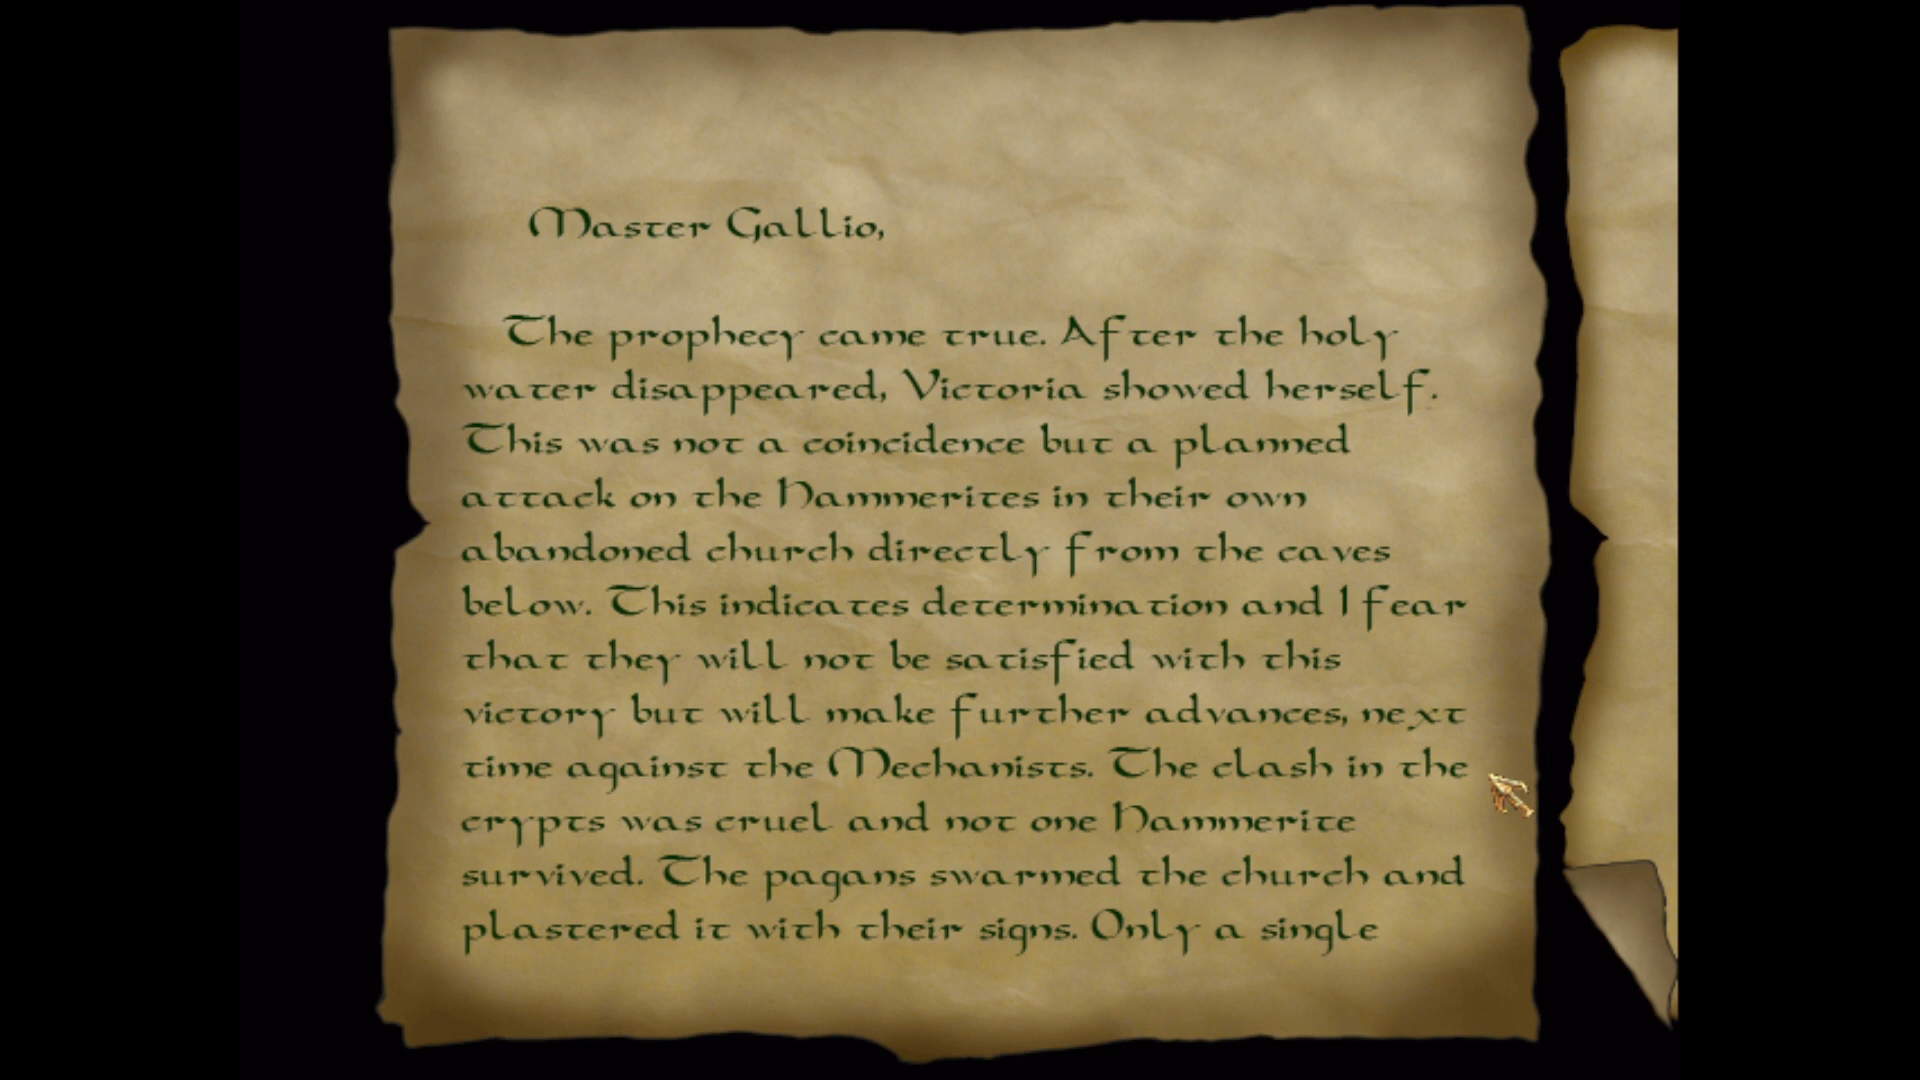 Master Gallio,
The prophecy came true. After the holy
water disappeared, Victoria showed herself.
This was not a coincidence but a planned
attack on the Hammerites in their own
abandoned church directly from the caves
below. This indicates determination and I fear
that they will not be satisfied with this
victory but will make further advances, next
time against the Mechanists. The clash in the
crypts was cruel and not one Hammerite
survived. The pagans swarmed the church and
plastered it with their signs. Only a single